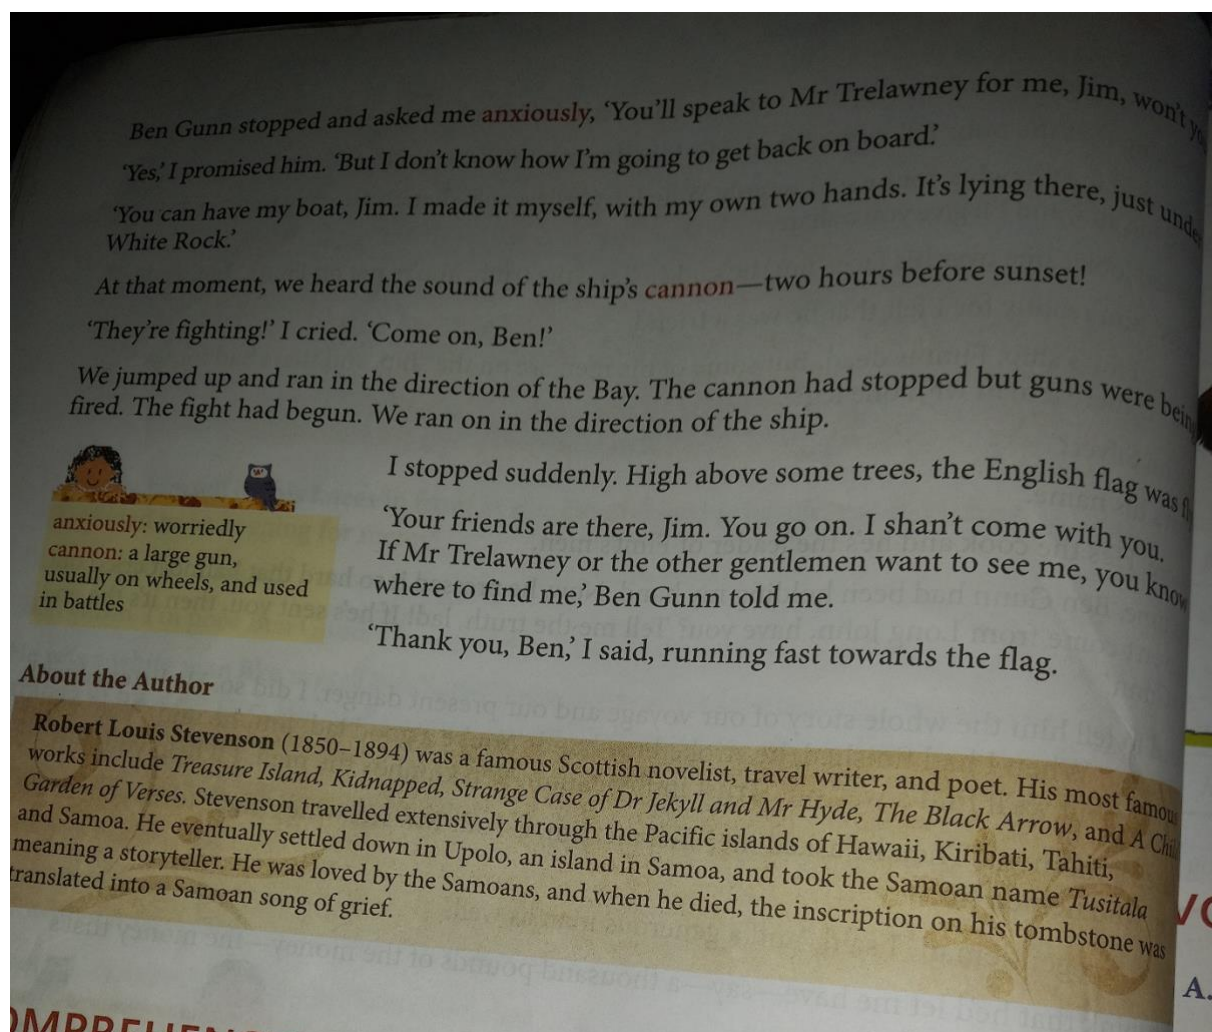 Ben Gunn stopped and asked me anxiously, ‘You’ll speak to Mr Trelawney for me, Jim, won’t
‘Yes,’ I promised him. ‘But I don’t know how I’m going to get back on board.’
‘You can have my boat, Jim. I made it myself, with my own two hands. It’s lying there, just under
White Rock.’
At that moment, we heard the sound of the ship’s cannon—two hours before sunset!
‘They’re fighting!’ I cried. ‘Come on, Ben!’
We jumped up and ran in the direction of the Bay. The cannon had stopped but guns were being
fired. The fight had begun. We ran on in the direction of the ship.
I stopped suddenly. High above some trees, the English flag was
‘Your friends are there, Jim. You go on. I shan’t come with you.
If Mr Trelawney or the other gentlemen want to see me, you know
where to find me,’ Ben Gunn told me.
‘Thank you, Ben,’ I said, running fast towards the flag.
anxiously: worriedly
cannon: a large gun,
usually on wheels, and used
in battles
About the Author
Robert Louis Stevenson (1850–1894) was a famous Scottish novelist, travel writer, and poet. His most famous
works include Treasure Island, Kidnapped, Strange Case of Dr Jekyll and Mr Hyde, The Black Arrow, and A
Garden of Verses. Stevenson travelled extensively through the Pacific islands of Hawaii, Kiribati, Tahiti,
and Samoa. He eventually settled down in Upolo, an island in Samoa, and took the Samoan name Tusitala
meaning a storyteller. He was loved by the Samoans, and when he died, the inscription on his tombstone was
translated into a Samoan song of grief.
A.